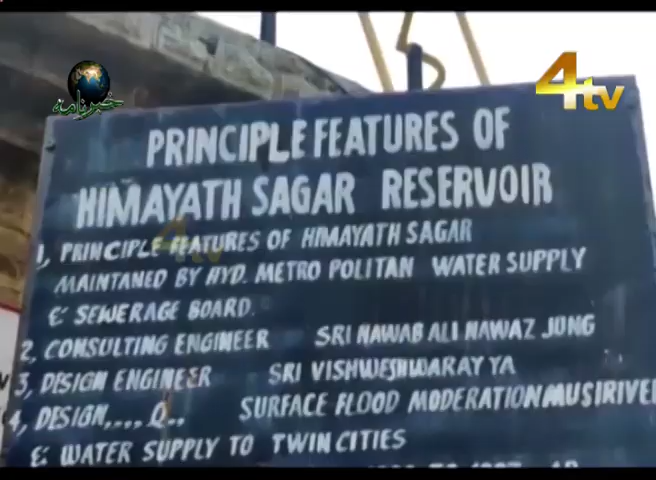 خبرنامہ
4tv
PRINCIPLE FEATURES OF
HIMAYATH SAGAR RESERVOIR
1, PRINCIPLE FEATURES OF HIMAYATH SAGAR
MAINTANED BY HYD. METRO POLITAN WATER SUPPLY
& SEWERAGE BOARD.
2, CONSULTING ENGINEER SRI NAWAB ALI NAWAZ JUNG
3, DESIGN ENGINEER SRI VISHWESHWARAYYA
4, DESIGN,...., Q., SURFACE FLOOD MODERATION MUSIRIVER
& WATER SUPPLY TO TWIN CITIES